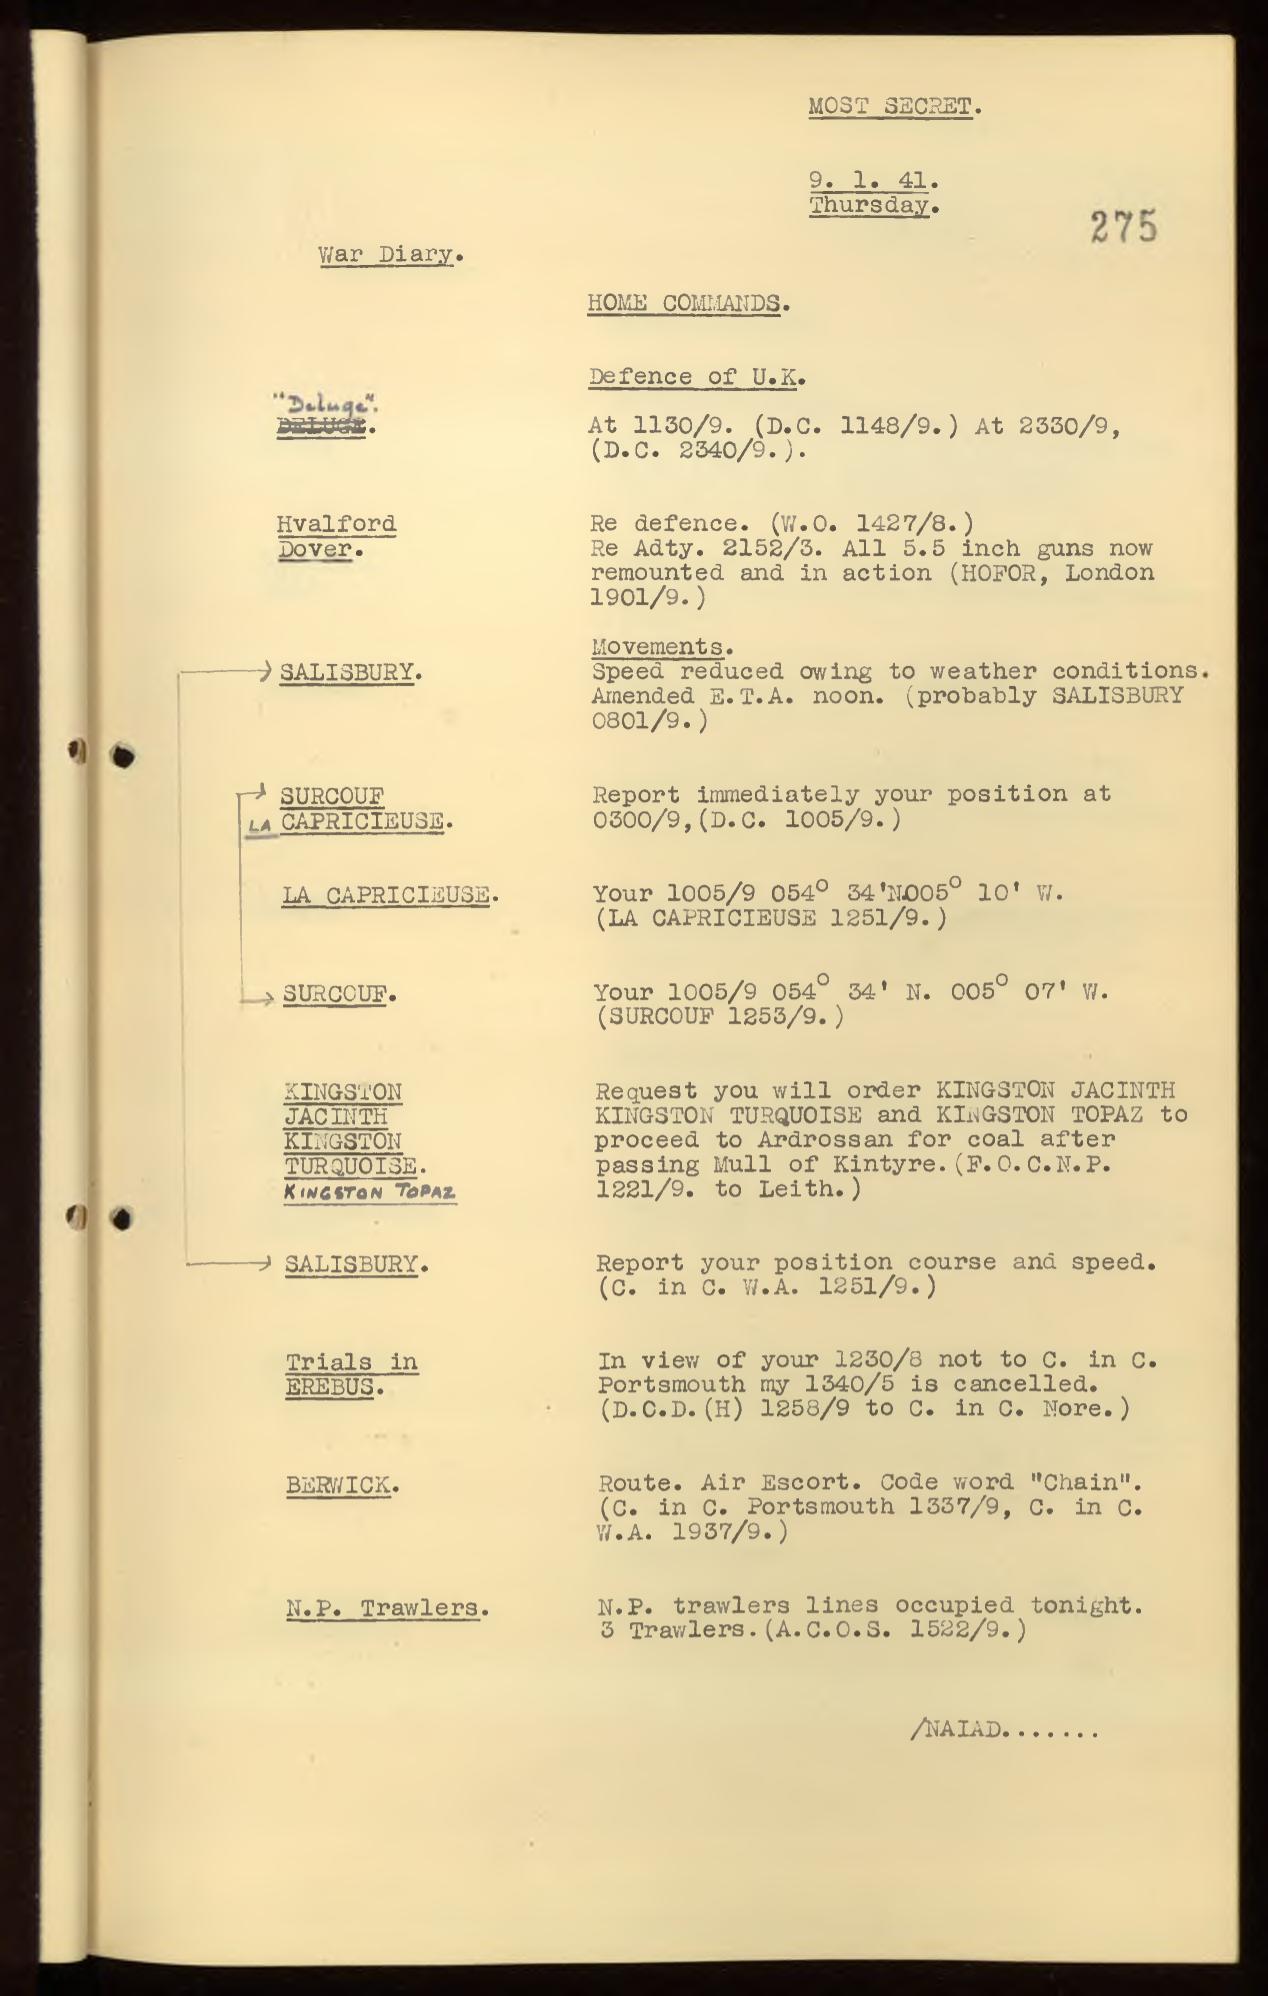 MOST SECRET.
9. 1. 41.
Thursday.
275
War Diary.
HOME COMMANDS.
Defence of U.K.
"Deluge".
DELUGE.
At 1130/9. (D.C. 1148/9.) At 2330/9,
(D.C. 2340/9.).
Hvalford
Dover.
Re defence. (W.O. 1427/8.)
Re Adty. 2152/3. All 5.5 inch guns now
remounted and in action (HOFOR, London
1901/9.)
Movements.
SALISBURY.
Speed reduced owing to weather conditions.
Amended E.T.A. noon. (probably SALISBURY
0801/9.)
SURCOUF
LA CAPRICIEUSE.
Report immediately your position at
0300/9,(D.C. 1005/9.)
LA CAPRICIEUSE.
Your 1005/9 054° 34'N.005° 10' W.
(LA CAPRICIEUSE 1251/9.)
SURCOUF.
Your 1005/9 054° 34' N. 005° 07' W.
(SURCOUF 1253/9.)
KINGSTON
JACINTH
KINGSTON
TURQUOISE.
KINGSTON TOPAZ
Request you will order KINGSTON JACINTH
KINGSTON TURQUOISE and KINGSTON TOPAZ to
proceed to Ardrossan for coal after
passing Mull of Kintyre.(F.O.C.N.P.
1221/9. to Leith.)
SALISBURY.
Report your position course and speed.
(C. in C. W.A. 1251/9.)
Trials in
EREBUS.
In view of your 1230/8 not to C. in C.
Portsmouth my 1340/5 is cancelled.
(D.C.D.(H) 1258/9 to C. in C. Nore.)
BERWICK.
Route. Air Escort. Code word "Chain".
(C. in C. Portsmouth 1337/9, C. in C.
W.A. 1937/9.)
N.P. Trawlers.
N.P. trawlers lines occupied tonight.
3 Trawlers.(A.C.O.S. 1522/9.)
/NAIAD.......